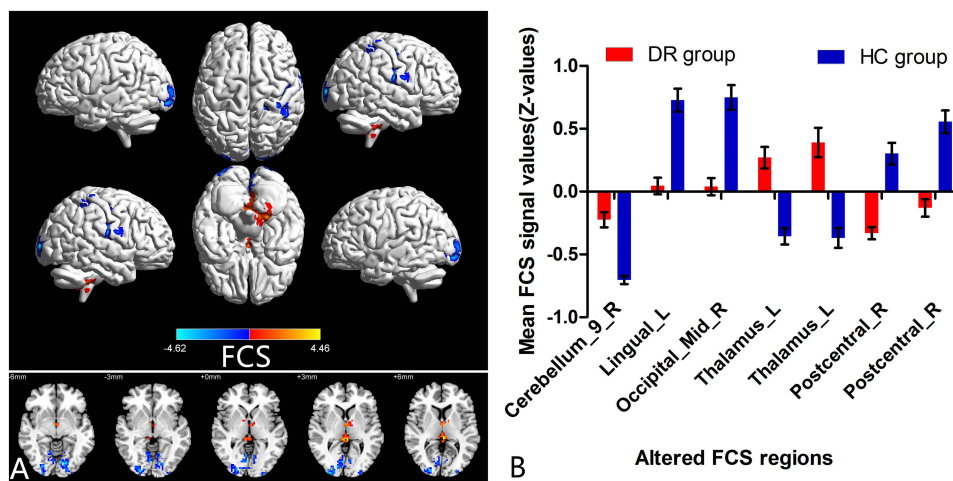 -4.62
FCS
4.46
-6mm
-3mm
+0mm
+3mm
+6mm
A
DR group
HC group
Mean FCS signal values(Z-values)
1.0
0.5
0.0
-0.5
-1.0
Cerebellum_9_R
Lingual_L
Occipital_Mid_R
Thalamus_L
Thalamus_L
Postcentral_R
Postcentral_R
B
Altered FCS regions